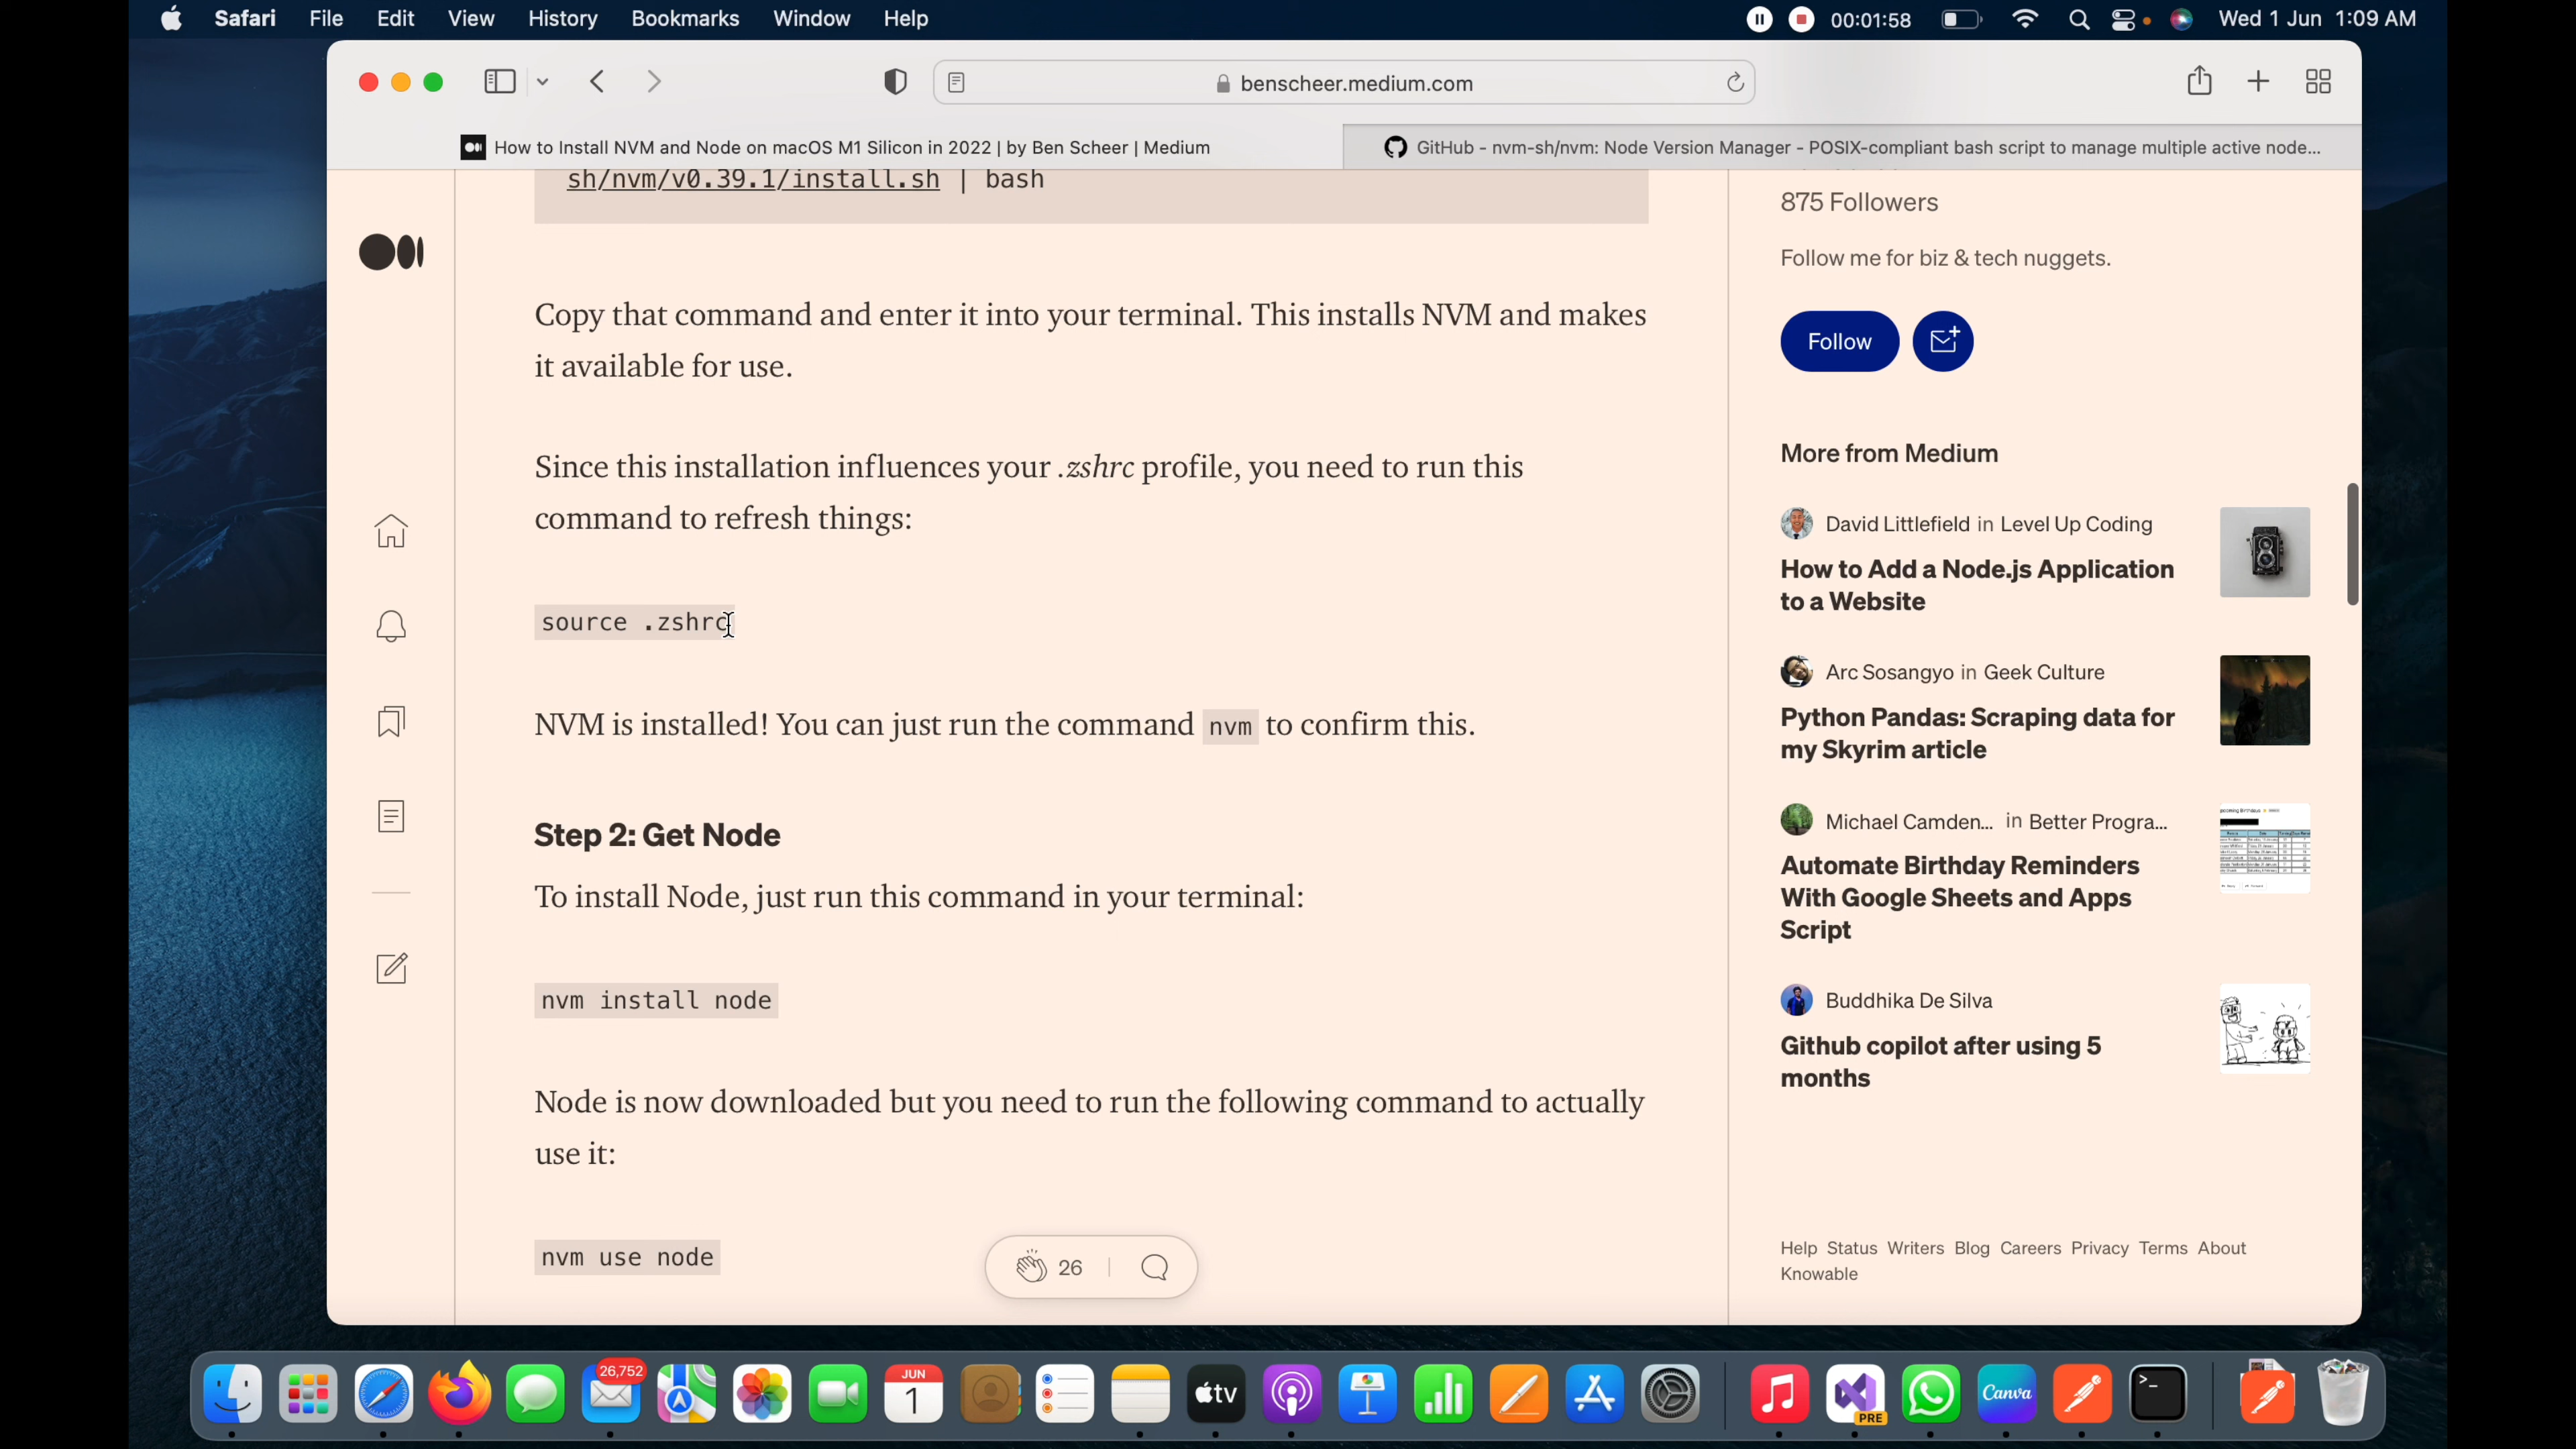 Safari File Edit View History Bookmarks Window Help
00:01:58
Wed 1 Jun 1:09 AM
benscheer.medium.com
How to Install NVM and Node on macOS M1 Silicon in 2022 | by Ben Scheer | Medium
GitHub - nvm-sh/nvm: Node Version Manager - POSIX-compliant bash script to manage multiple active node...
sh/nvm/v0.39.1/install.sh | bash
Copy that command and enter it into your terminal. This installs NVM and makes
it available for use.
Since this installation influences your .zshrc profile, you need to run this
command to refresh things:
source .zshrc
NVM is installed! You can just run the command nvm to confirm this.
Step 2: Get Node
To install Node, just run this command in your terminal:
nvm install node
Node is now downloaded but you need to run the following command to actually
use it:
nvm use node
26
875 Followers
Follow me for biz & tech nuggets.
Follow
More from Medium
David Littlefield in Level Up Coding
How to Add a Node.js Application
to a Website
Arc Sosangyo in Geek Culture
Python Pandas: Scraping data for
my Skyrim article
Michael Camden... in Better Progra...
Automate Birthday Reminders
With Google Sheets and Apps
Script
Buddhika De Silva
Github copilot after using 5
months
Help Status Writers Blog Careers Privacy Terms About
Knowable
26,752
JUN
1
tv
PRE
Canva
>_